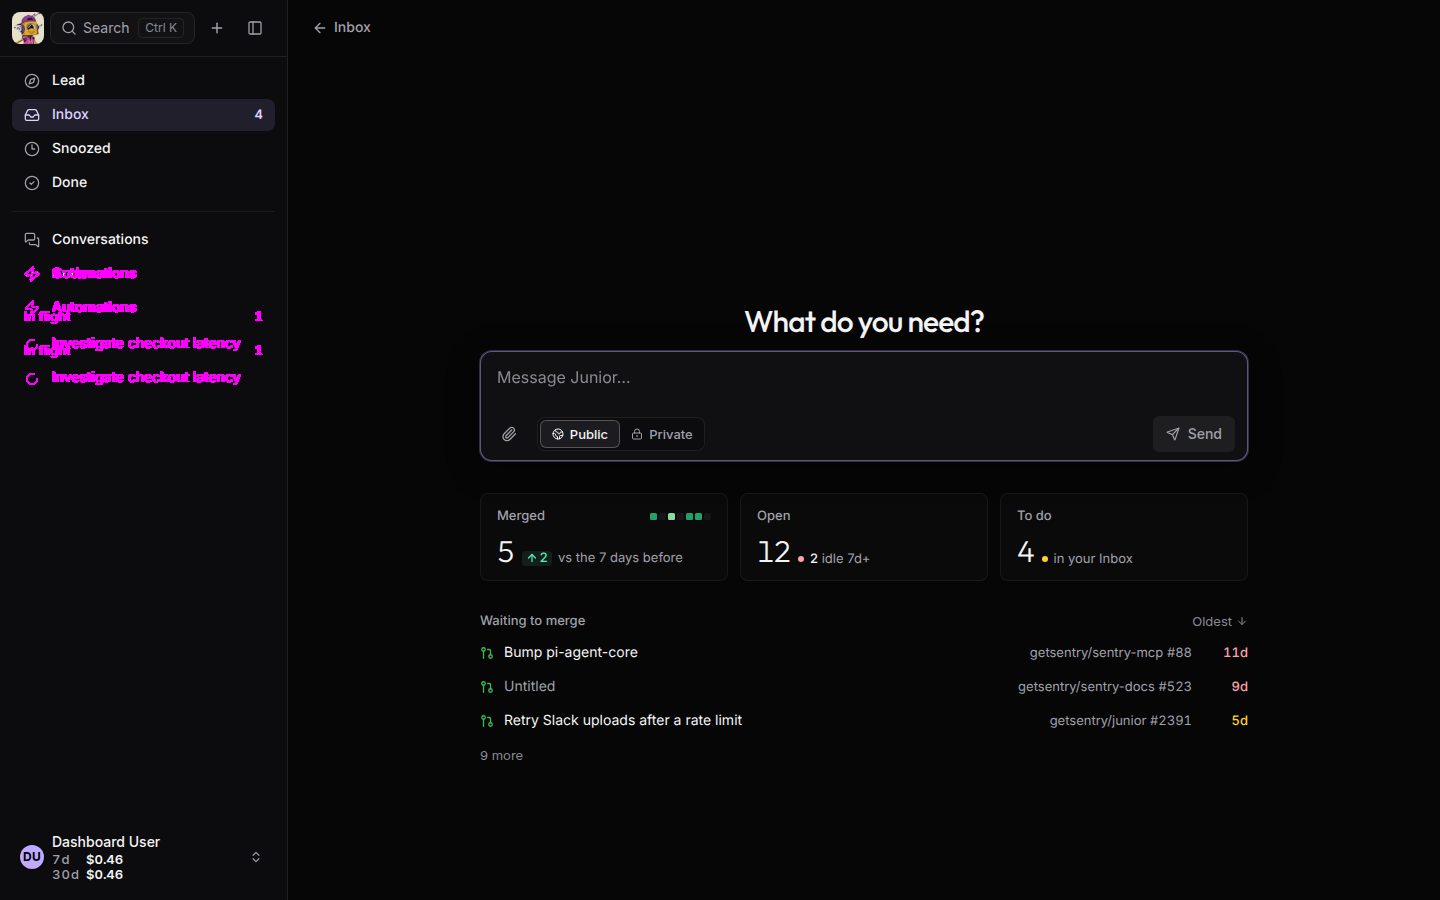 Search Ctrl K
Lead
Inbox 4
Snoozed
Done
Conversations
Automations
In flight 1
Investigate checkout latency
In flight 1
Investigate checkout latency
Dashboard User
DU
7d $0.46
30d $0.46
Inbox
What do you need?
Message Junior...
Public Private Send
Merged
5 2 vs the 7 days before
Open
12 2 idle 7d+
To do
4 in your Inbox
Waiting to merge Oldest
Bump pi-agent-core getsentry/sentry-mcp #88 11d
Untitled getsentry/sentry-docs #523 9d
Retry Slack uploads after a rate limit getsentry/junior #2391 5d
9 more